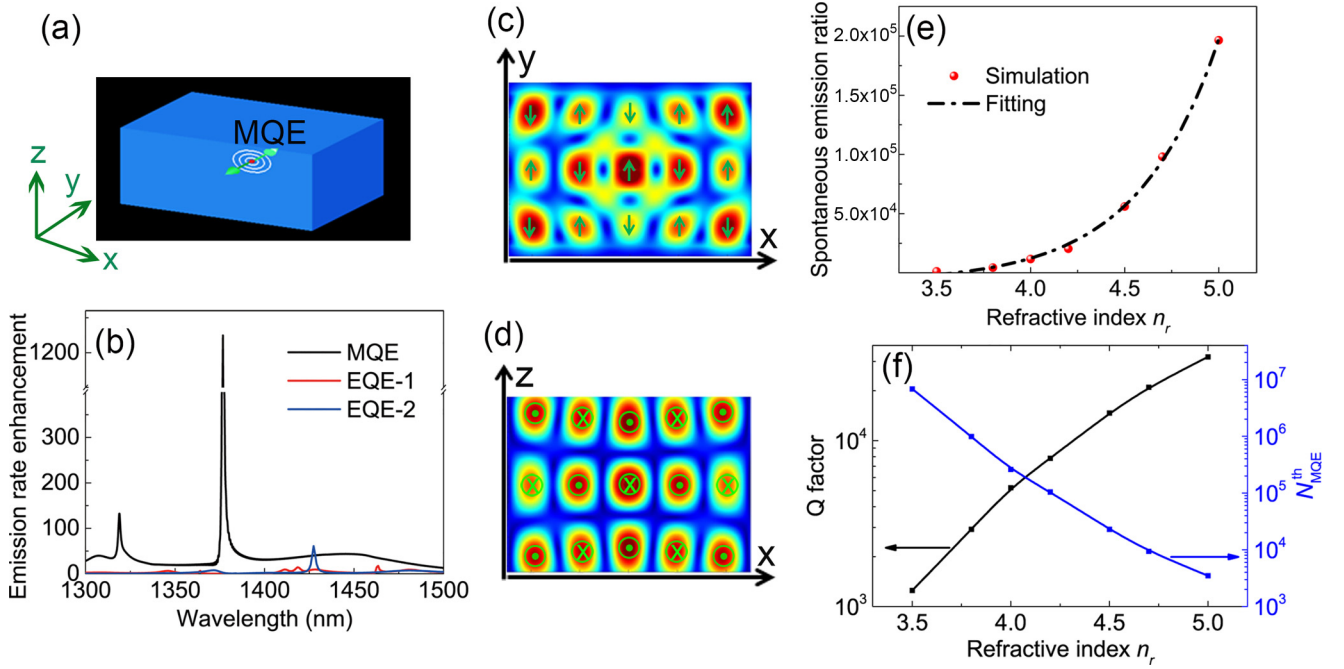 (a)
MQE
z
y
x
(b)
Emission rate enhancement
1200
300
200
100
50
0
MQE
EQE-1
EQE-2
1300
1350
1400
1450
1500
Wavelength (nm)
(c)
y
x
(d)
z
x
(e)
Spontaneous emission ratio
2.0x10⁵
1.5x10⁵
1.0x10⁵
5.0x10⁴
Simulation
Fitting
3.5
4.0
4.5
5.0
Refractive index nᵣ
(f)
Q factor
10⁴
10³
10⁷
10⁶
10⁵
10⁴
10³
N^th_MQE
3.5
4.0
4.5
5.0
Refractive index nᵣ